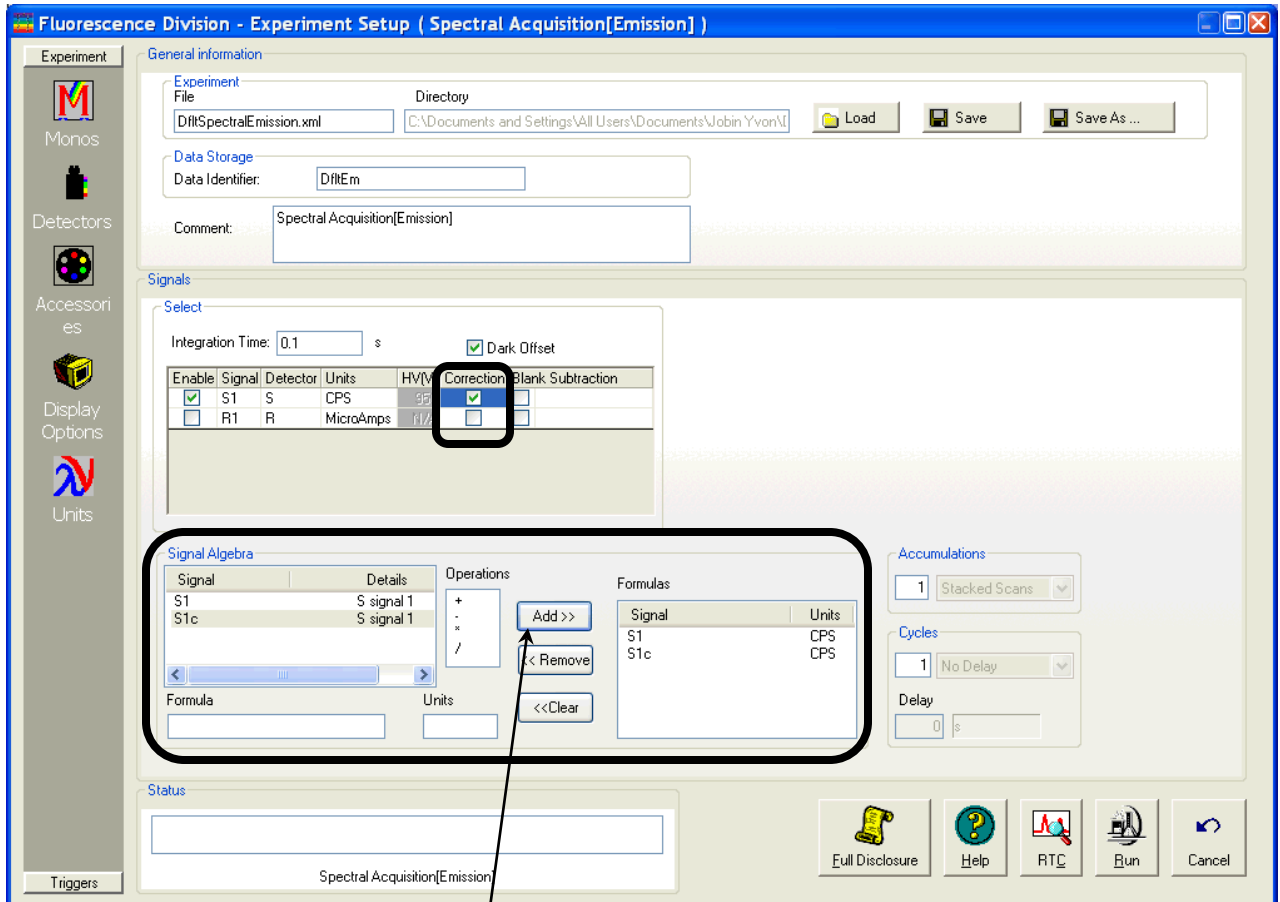 Fluorescence Division - Experiment Setup ( Spectral Acquisition[Emission] )
Experiment
Monos
Detectors
Accessori
es
Display
Options
Units
Triggers
General information
Experiment
File
Directory
DfltSpectralEmission.xml
C:\Documents and Settings\All Users\Documents\Jobin Yvon\
Load
Save
Save As ...
Data Storage
Data Identifier:
DfltEm
Comment:
Spectral Acquisition[Emission]
Signals
Select
Integration Time:
0.1
s
Dark Offset
Enable Signal Detector Units HV(V Correction Blank Subtraction
S1 S CPS 95
R1 R MicroAmps N/
Signal Algebra
Signal Details
S1 S signal 1
S1c S signal 1
Operations
+
-
*
/
Add >>
<< Remove
<<Clear
Formula
Units
Formulas
Signal Units
S1 CPS
S1c CPS
Accumulations
1 Stacked Scans
Cycles
1 No Delay
Delay
0 s
Status
Spectral Acquisition[Emission]
Full Disclosure
Help
RTC
Run
Cancel